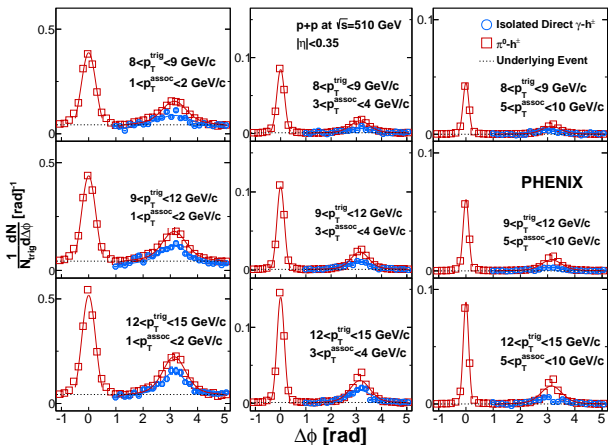 p+p at √s=510 GeV
|η|<0.35
Isolated Direct γ-h±
π⁰-h±
Underlying Event
0.5
8<p_T^trig<9 GeV/c
1<p_T^assoc<2 GeV/c
0
0.1
8<p_T^trig<9 GeV/c
3<p_T^assoc<4 GeV/c
0
0.1
8<p_T^trig<9 GeV/c
5<p_T^assoc<10 GeV/c
0
1/N_trig dN/dΔϕ [rad]⁻¹
0.5
9<p_T^trig<12 GeV/c
1<p_T^assoc<2 GeV/c
0
0.1
9<p_T^trig<12 GeV/c
3<p_T^assoc<4 GeV/c
0
PHENIX
0.1
9<p_T^trig<12 GeV/c
5<p_T^assoc<10 GeV/c
0
0.5
12<p_T^trig<15 GeV/c
1<p_T^assoc<2 GeV/c
0
0.1
12<p_T^trig<15 GeV/c
3<p_T^assoc<4 GeV/c
0
0.1
12<p_T^trig<15 GeV/c
5<p_T^assoc<10 GeV/c
0
-1 0 1 2 3 4 5
-1 0 1 2 3 4 5
-1 0 1 2 3 4 5
Δϕ [rad]